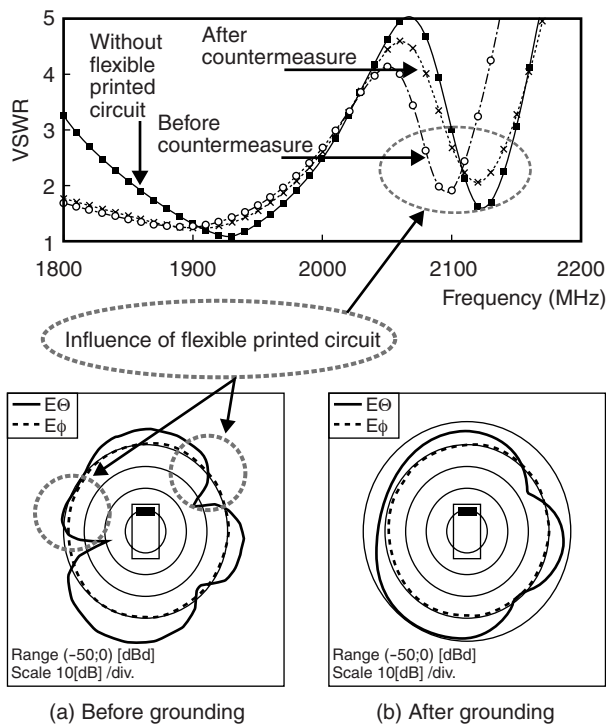 5
4
3
2
1
VSWR
Without
flexible
printed
circuit
After
countermeasure
Before
countermeasure
1800
1900
2000
2100
2200
Frequency (MHz)
Influence of flexible printed circuit
EΘ
Eϕ
Range (−50;0) [dBd]
Scale 10[dB] /div.
(a) Before grounding
EΘ
Eϕ
Range (−50;0) [dBd]
Scale 10[dB] /div.
(b) After grounding